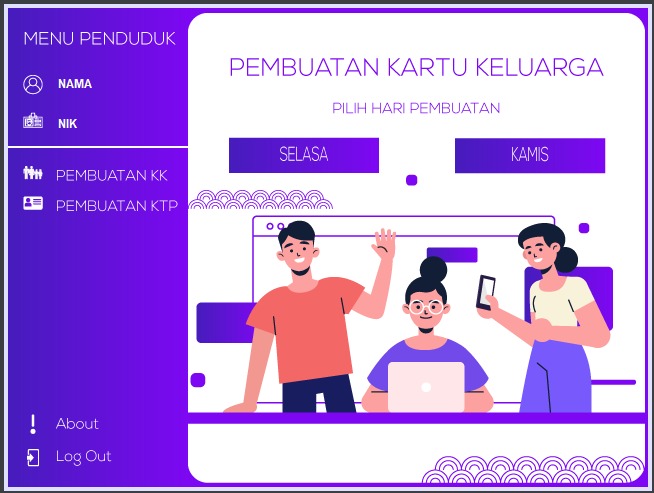 MENU PENDUDUK
NAMA
NIK
PEMBUATAN KK
PEMBUATAN KTP
About
Log Out
PEMBUATAN KARTU KELUARGA
PILIH HARI PEMBUATAN
SELASA
KAMIS